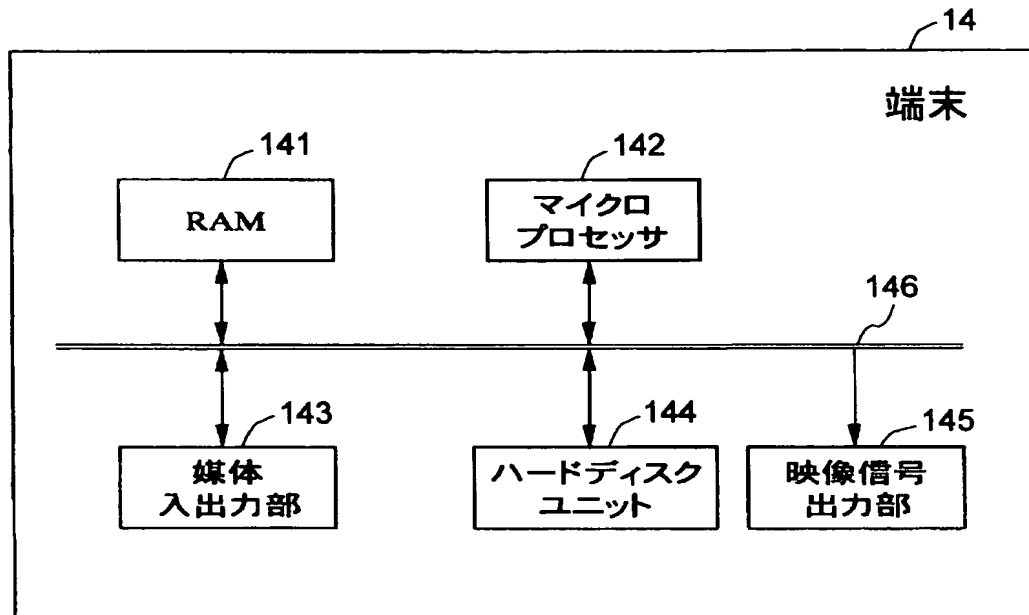 14
端末
141
RAM
142
マイクロ
プロセッサ
146
143
媒体
入出力部
144
ハードディスク
ユニット
145
映像信号
出力部